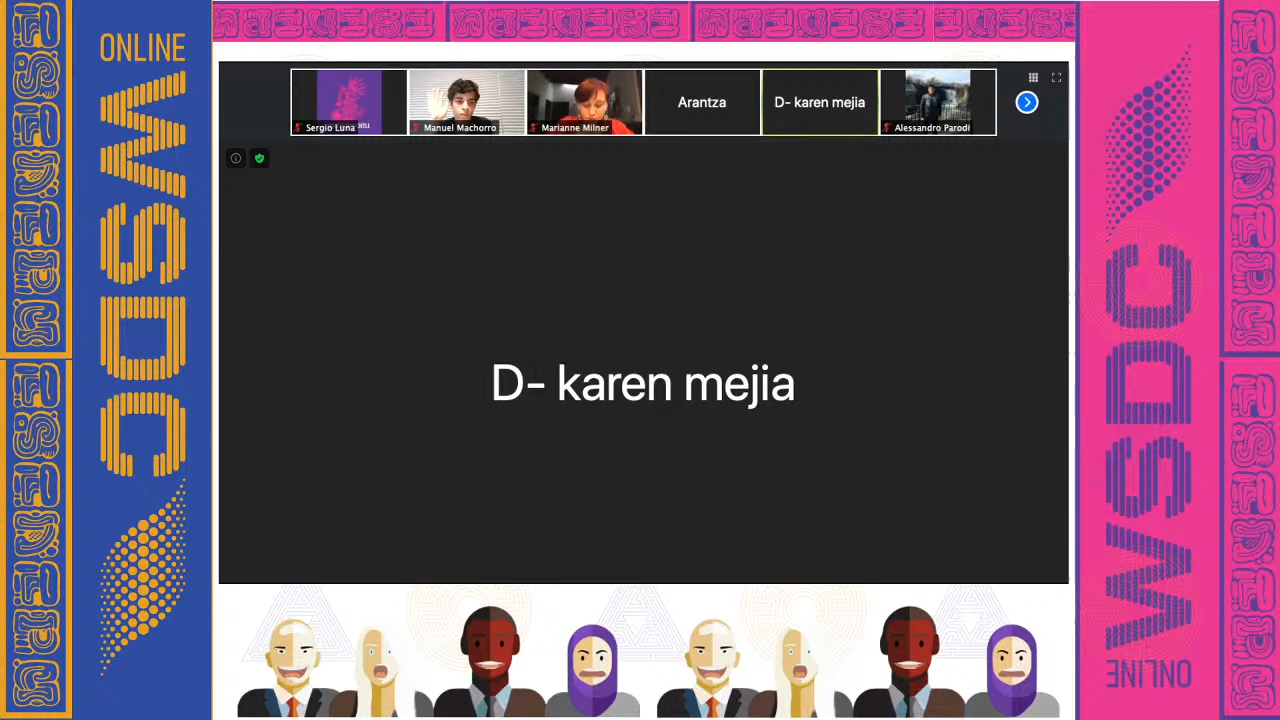 ONLINE
WSDC
Sergio Luna
Manuel Machorro
Marianne Milner
Arantza
D- karen mejia
Alessandro Parodi
D- karen mejia
WSDC
ONLINE